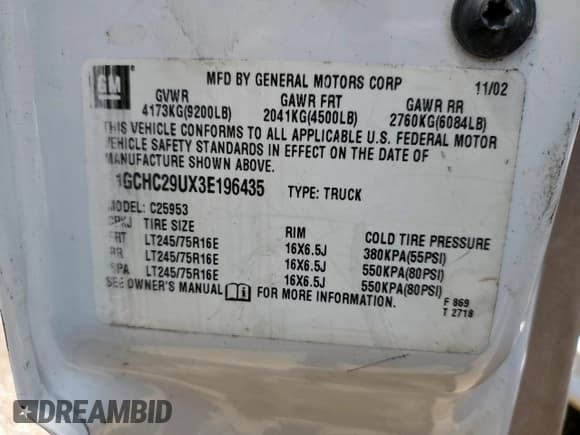 GM
MFD BY GENERAL MOTORS CORP 11/02
GVWR GAWR FRT GAWR RR
4173KG(9200LB) 2041KG(4500LB) 2760KG(6084LB)
THIS VEHICLE CONFORMS TO ALL APPLICABLE U.S. FEDERAL MOTOR
VEHICLE SAFETY STANDARDS IN EFFECT ON THE DATE OF
MANUFACTURE SHOWN ABOVE.
1GCHC29UX3E196435 TYPE: TRUCK
MODEL: C25953
TIRE SIZE RIM COLD TIRE PRESSURE
FRT LT245/75R16E 16X6.5J 380KPA(55PSI)
RR LT245/75R16E 16X6.5J 550KPA(80PSI)
SPA LT245/75R16E 16X6.5J 550KPA(80PSI)
SEE OWNER'S MANUAL FOR MORE INFORMATION.
F 869
T 2718
DREAMBID